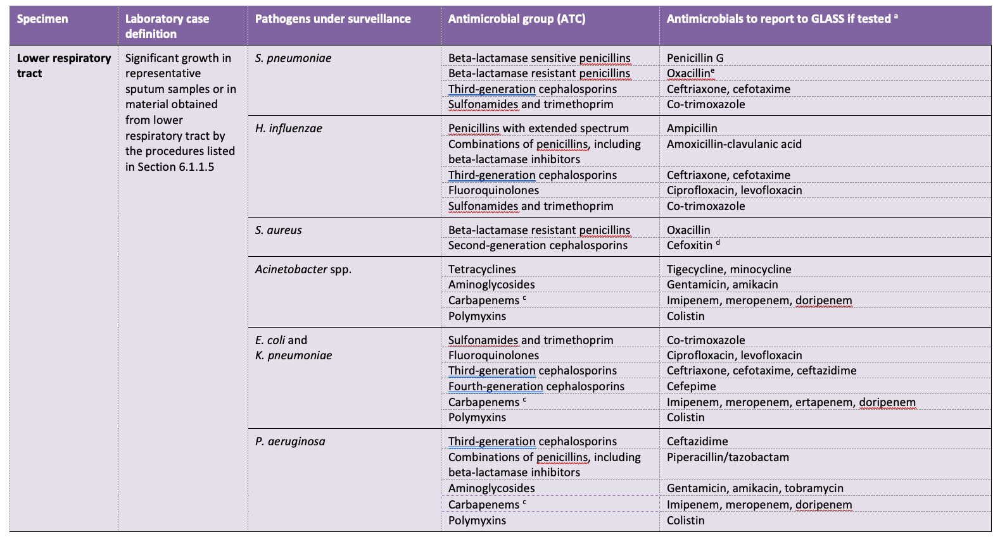 Specimen
Laboratory case
definition
Pathogens under surveillance
Antimicrobial group (ATC)
Antimicrobials to report to GLASS if tested a
Lower respiratory
tract
Significant growth in
representative
sputum samples or in
material obtained
from lower
respiratory tract by
the procedures listed
in Section 6.1.1.5
S. pneumoniae
Beta-lactamase sensitive penicillins
Penicillin G
Beta-lactamase resistant penicillins
Oxacilline
Third-generation cephalosporins
Ceftriaxone, cefotaxime
Sulfonamides and trimethoprim
Co-trimoxazole
H. influenzae
Penicillins with extended spectrum
Ampicillin
Combinations of penicillins, including
beta-lactamase inhibitors
Amoxicillin-clavulanic acid
Third-generation cephalosporins
Ceftriaxone, cefotaxime
Fluoroquinolones
Ciprofloxacin, levofloxacin
Sulfonamides and trimethoprim
Co-trimoxazole
S. aureus
Beta-lactamase resistant penicillins
Oxacillin
Second-generation cephalosporins
Cefoxitin d
Acinetobacter spp.
Tetracyclines
Tigecycline, minocycline
Aminoglycosides
Gentamicin, amikacin
Carbapenems c
Imipenem, meropenem, doripenem
Polymyxins
Colistin
E. coli and
K. pneumoniae
Sulfonamides and trimethoprim
Co-trimoxazole
Fluoroquinolones
Ciprofloxacin, levofloxacin
Third-generation cephalosporins
Ceftriaxone, cefotaxime, ceftazidime
Fourth-generation cephalosporins
Cefepime
Carbapenems c
Imipenem, meropenem, ertapenem, doripenem
Polymyxins
Colistin
P. aeruginosa
Third-generation cephalosporins
Ceftazidime
Combinations of penicillins, including
beta-lactamase inhibitors
Piperacillin/tazobactam
Aminoglycosides
Gentamicin, amikacin, tobramycin
Carbapenems c
Imipenem, meropenem, doripenem
Polymyxins
Colistin